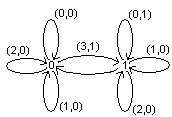 (0,0) (0,1)
(2,0) (3,1) (1,0)
0 1
(1,0) (2,0)